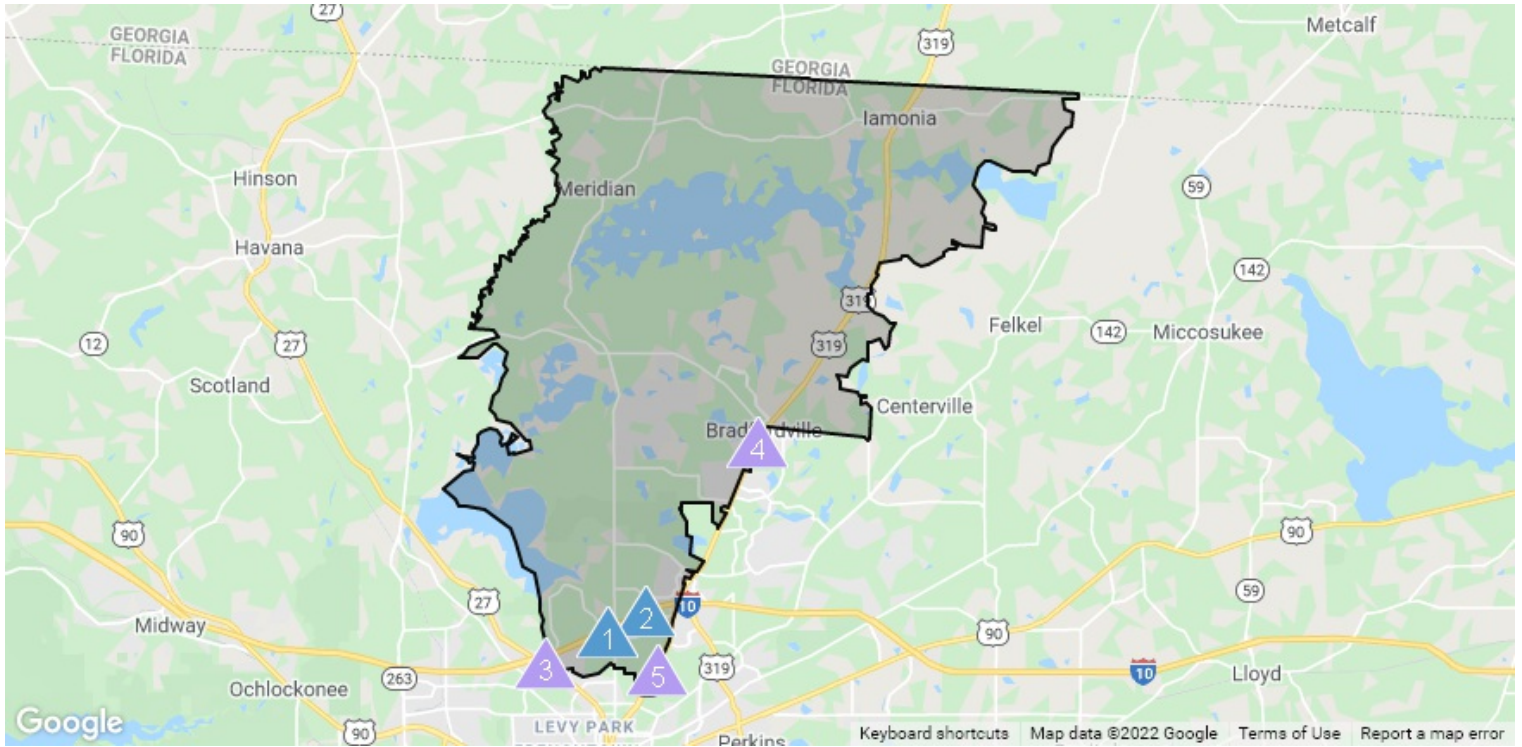 27
Metcalf
GEORGIA
FLORIDA
319
GEORGIA
FLORIDA
Iamonia
Hinson
Meridian
59
Havana
142
319
Felkel
142
Miccosukee
12
27
319
Scotland
Centerville
Bradfordville
4
90
90
27
10
2
59
Midway
1
90
3
5
319
10
Lloyd
Ochlockonee
263
Google
90
LEVY PARK
Perkins
Keyboard shortcuts
Map data ©2022 Google
Terms of Use
Report a map error